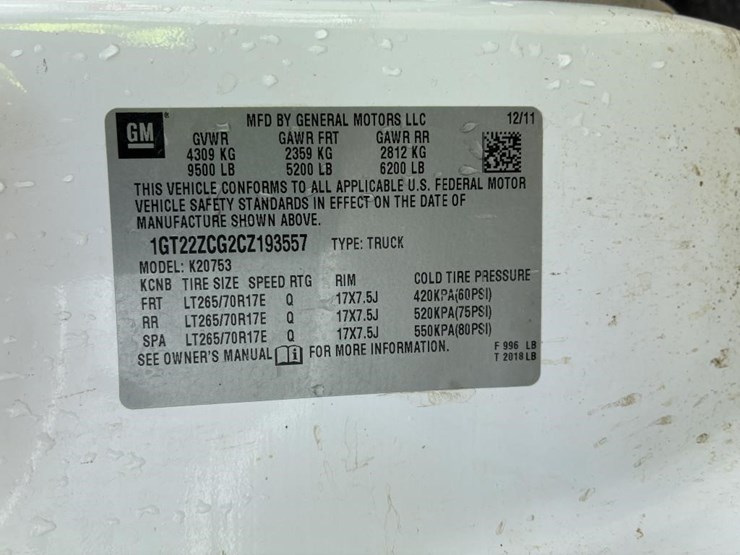 GM
MFD BY GENERAL MOTORS LLC 12/11
GVWR GAWR FRT GAWR RR
4309 KG 2359 KG 2812 KG
9500 LB 5200 LB 6200 LB
THIS VEHICLE CONFORMS TO ALL APPLICABLE U.S. FEDERAL MOTOR
VEHICLE SAFETY STANDARDS IN EFFECT ON THE DATE OF
MANUFACTURE SHOWN ABOVE.
1GT22ZCG2CZ193557 TYPE: TRUCK
MODEL: K20753
KCNB TIRE SIZE SPEED RTG RIM COLD TIRE PRESSURE
FRT LT265/70R17E Q 17X7.5J 420KPA(60PSI)
RR LT265/70R17E Q 17X7.5J 520KPA(75PSI)
SPA LT265/70R17E Q 17X7.5J 550KPA(80PSI)
SEE OWNER'S MANUAL FOR MORE INFORMATION.
F 996 LB
T 2018 LB